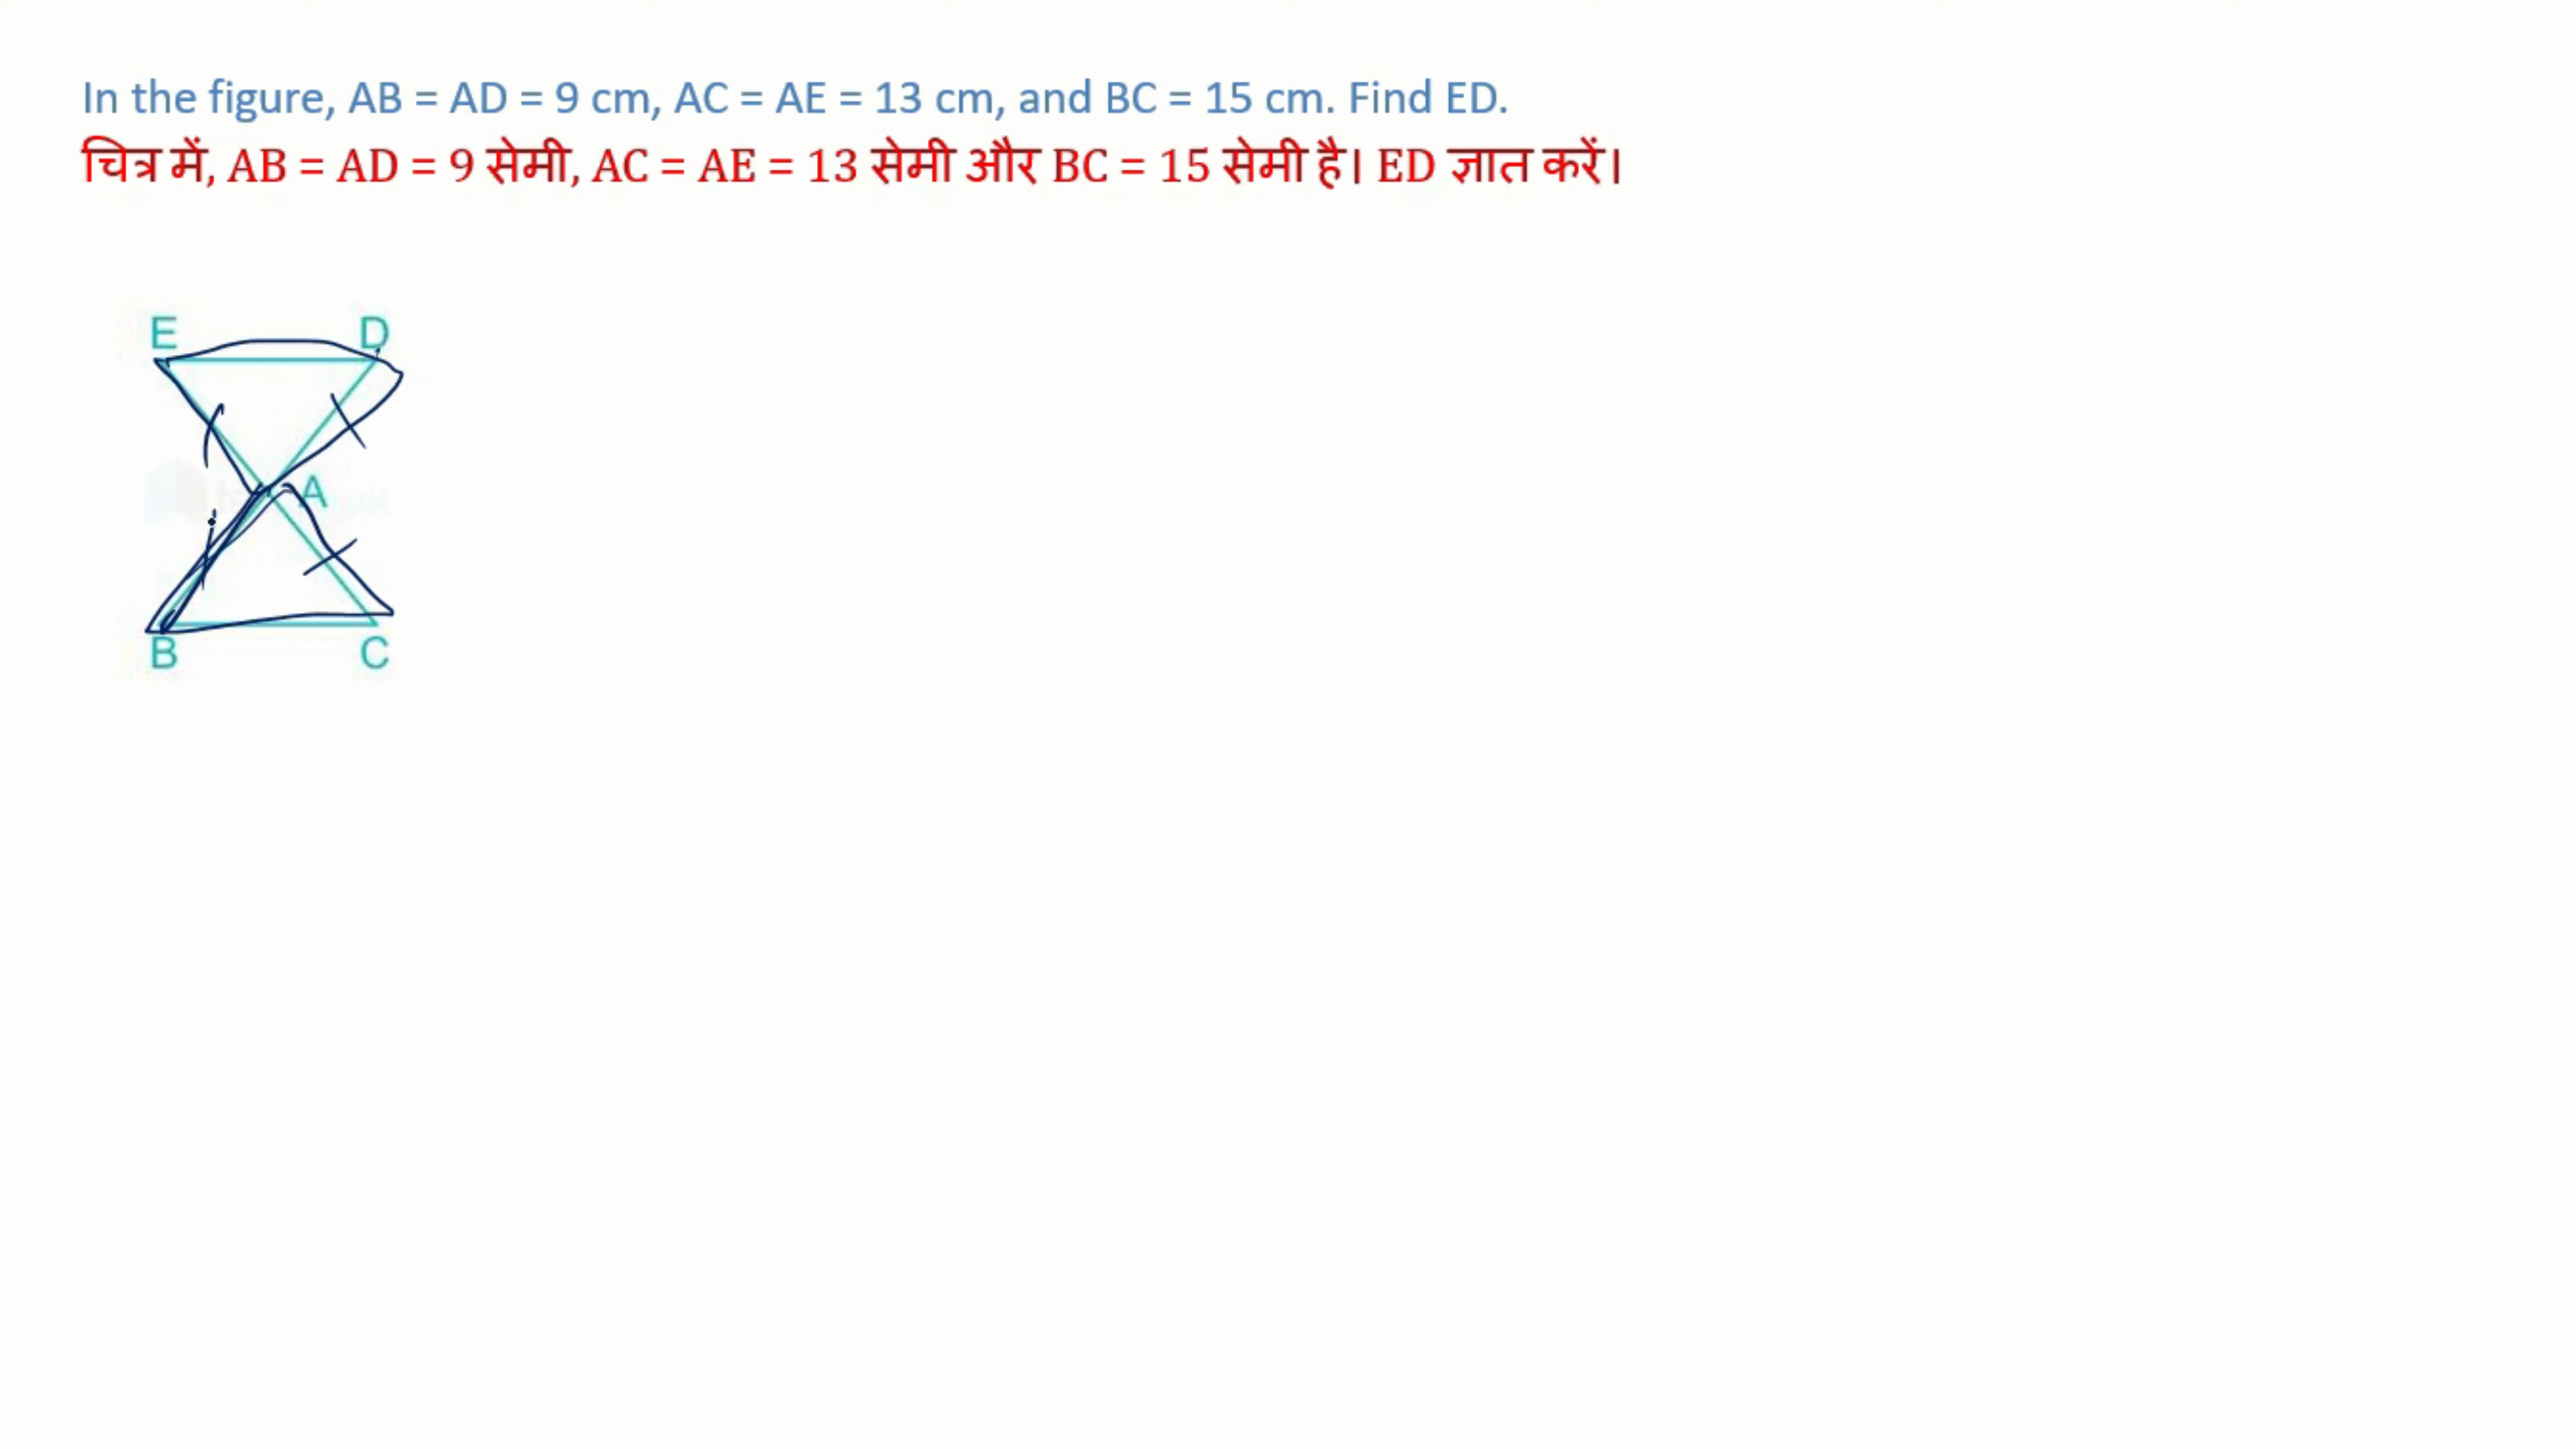 In the figure, AB = AD = 9 cm, AC = AE = 13 cm, and BC = 15 cm. Find ED.
चित्र में, AB = AD = 9 सेमी, AC = AE = 13 सेमी और BC = 15 सेमी है। ED ज्ञात करें।
E D
A
B C